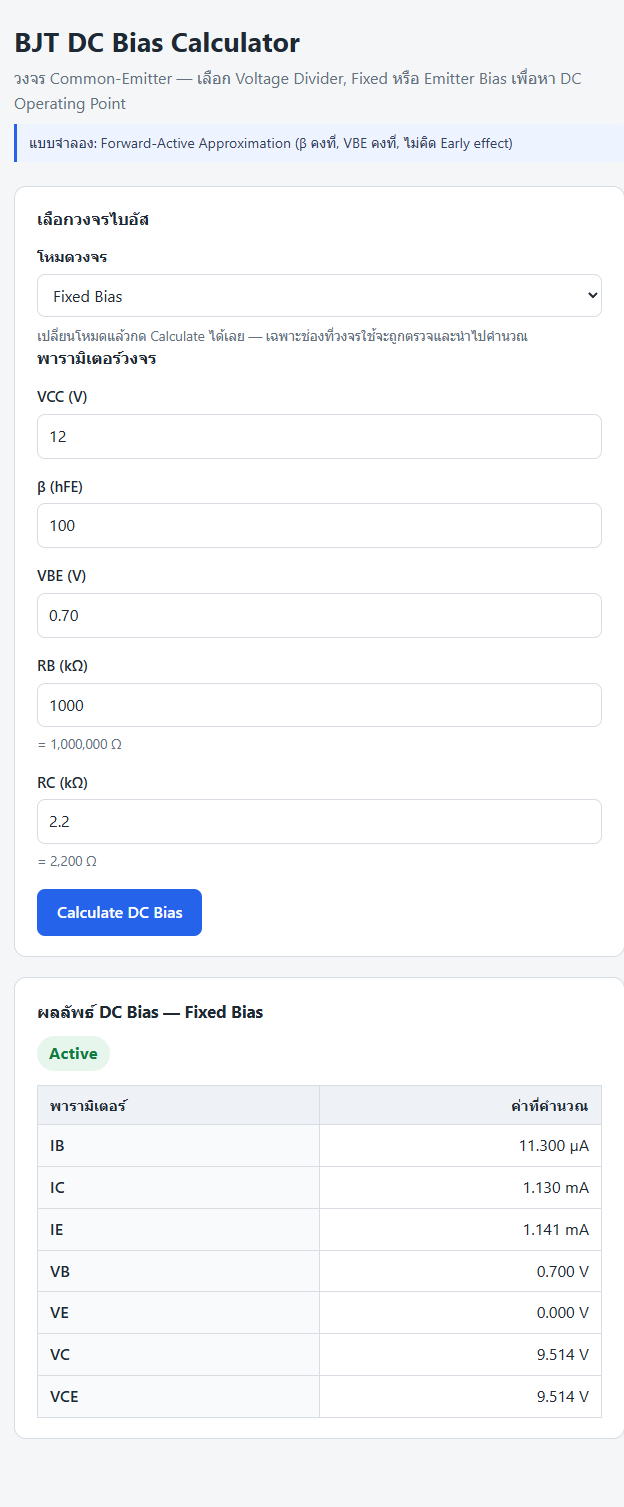 BJT DC Bias Calculator
วงจร Common-Emitter — เลือก Voltage Divider, Fixed หรือ Emitter Bias เพื่อหา DC
Operating Point
แบบจำลอง: Forward-Active Approximation (β คงที่, VBE คงที่, ไม่คิด Early effect)
เลือกวงจรไบอัส
โหมดวงจร
Fixed Bias
เปลี่ยนโหมดแล้วกด Calculate ได้เลย — เฉพาะช่องที่วงจรใช้จะถูกตรวจและนำไปคำนวณ
พารามิเตอร์วงจร
VCC (V)
12
β (hFE)
100
VBE (V)
0.70
RB (kΩ)
1000
= 1,000,000 Ω
RC (kΩ)
2.2
= 2,200 Ω
Calculate DC Bias
ผลลัพธ์ DC Bias — Fixed Bias
Active
พารามิเตอร์ ค่าที่คำนวณ
IB 11.300 µA
IC 1.130 mA
IE 1.141 mA
VB 0.700 V
VE 0.000 V
VC 9.514 V
VCE 9.514 V